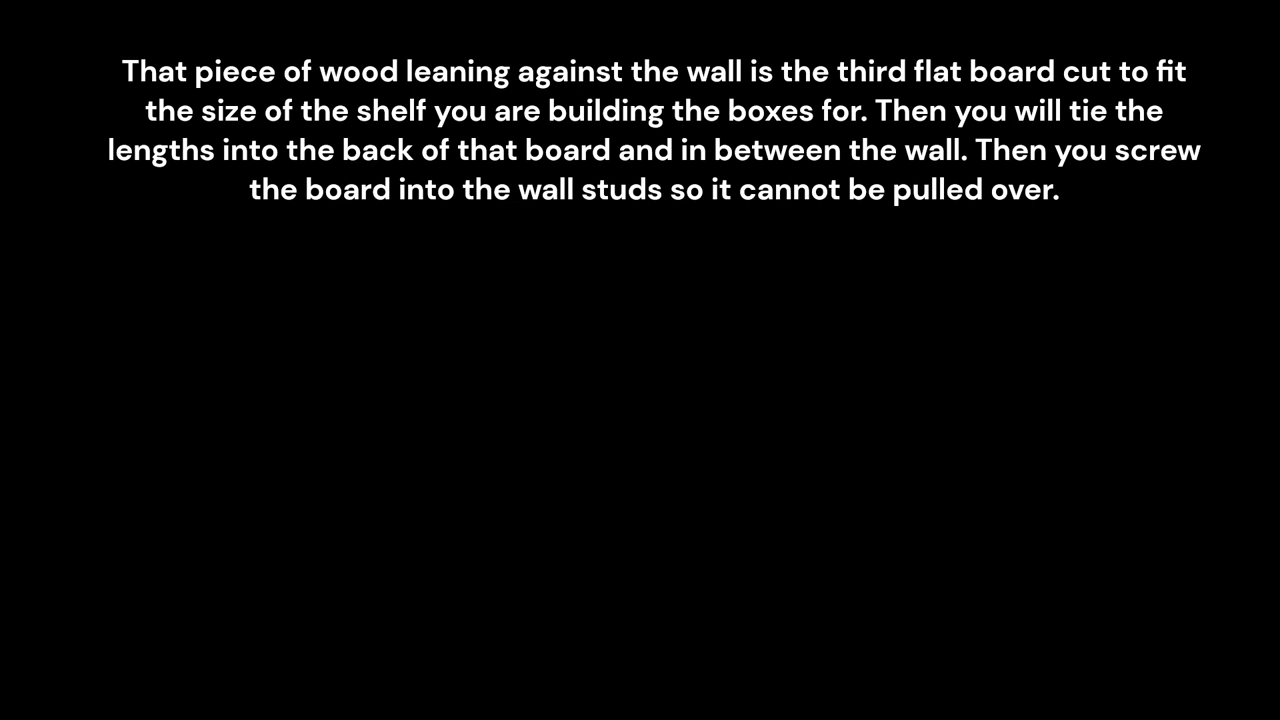 That piece of wood leaning against the wall is the third flat board cut to fit
the size of the shelf you are building the boxes for. Then you will tie the
lengths into the back of that board and in between the wall. Then you screw
the board into the wall studs so it cannot be pulled over.